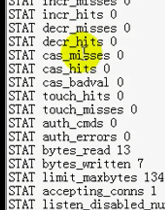 STAT incr_misses 0
STAT incr_hits 0
STAT decr_misses 0
STAT decr_hits 0
STAT cas_misses 0
STAT cas_hits 0
STAT cas_badval 0
STAT touch_hits 0
STAT touch_misses 0
STAT auth_cmds 0
STAT auth_errors 0
STAT bytes_read 13
STAT bytes_written 7
STAT limit_maxbytes 134
STAT accepting_conns 1
STAT listen_disabled_nu